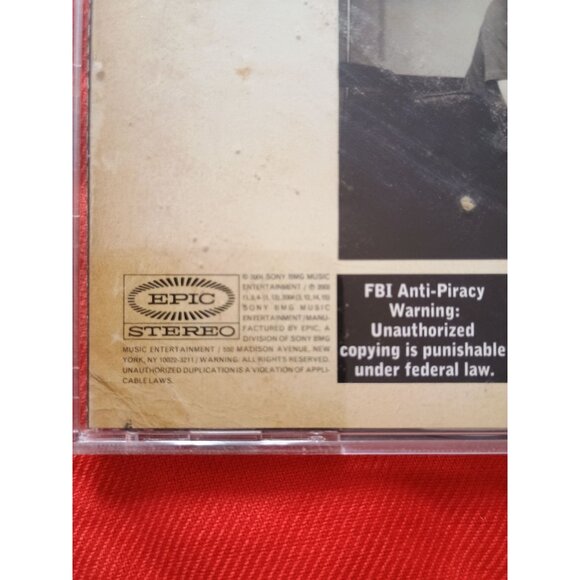 EPIC
STEREO
SONY BMG MUSIC
ENTERTAINMENT / ℗
SONY BMG MUSIC
ENTERTAINMENT/MANU-
FACTURED BY EPIC, A
DIVISION OF SONY BMG
MUSIC ENTERTAINMENT / 550 MADISON AVENUE, NEW
YORK, NY 10022-3211 / WARNING: ALL RIGHTS RESERVED.
UNAUTHORIZED DUPLICATION IS A VIOLATION OF APPLI-
CABLE LAWS.
FBI Anti-Piracy
Warning:
Unauthorized
copying is punishable
under federal law.